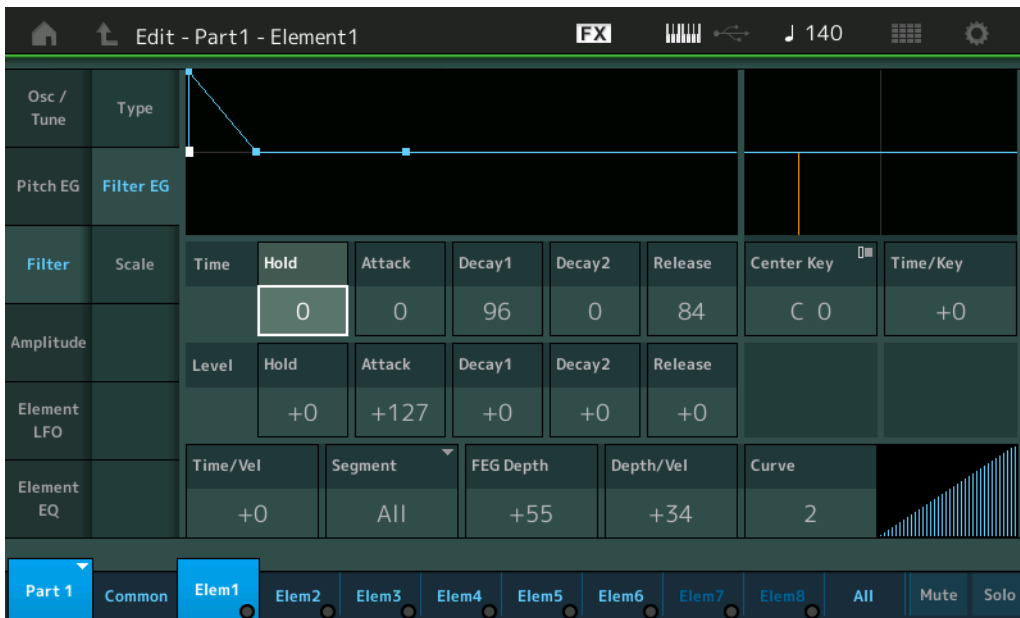 Edit - Part1 - Element1
FX
♩ 140
Osc /
Tune
Type
Pitch EG
Filter EG
Filter
Scale
Amplitude
Element
LFO
Element
EQ
Time Hold Attack Decay1 Decay2 Release Center Key Time/Key
0 0 96 0 84 C 0 +0
Level Hold Attack Decay1 Decay2 Release
+0 +127 +0 +0 +0
Time/Vel Segment FEG Depth Depth/Vel Curve
+0 All +55 +34 2
Part 1 Common Elem1 Elem2 Elem3 Elem4 Elem5 Elem6 Elem7 Elem8 All Mute Solo